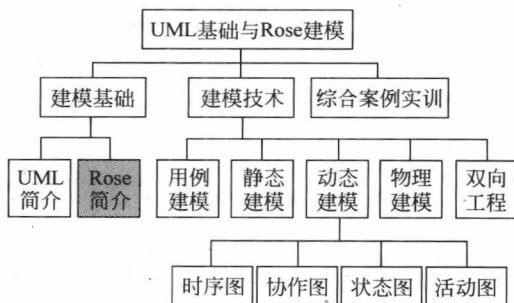 UML基础与Rose建模
建模基础
建模技术
综合案例实训
UML
简介
Rose
简介
用例
建模
静态
建模
动态
建模
物理
建模
双向
工程
时序图
协作图
状态图
活动图